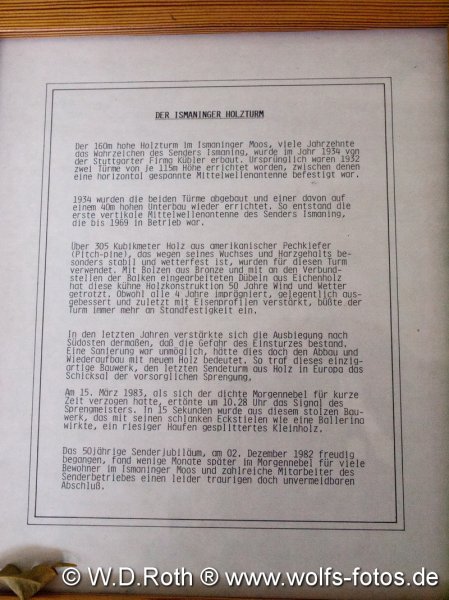 DER ISMANINGER HOLZTURM
Der 160m hohe Holzturm im Ismaninger Moos, viele Jahrzehnte
das Wahrzeichen des Senders Ismaning, wurde im Jahr 1934 von
der Stuttgarter Firma Kübler erbaut. Ursprünglich waren 1932
zwei Türme von je 115m Höhe errichtet worden, zwischen denen
eine horizontal gespannte Mittelwellenantenne befestigt war.
1934 wurden die beiden Türme abgebaut und einer davon auf
einem 40m hohen Unterbau wieder errichtet. So entstand die
erste vertikale Mittelwellenantenne des Senders Ismaning,
die bis 1969 in Betrieb war.
Über 305 Kubikmeter Holz aus amerikanischer Pechkiefer
(Pitch-pine), das wegen seines Wuchses und Harzgehalts be-
sonders stabil und wetterfest ist, wurden für diesen Turm
verwendet. Mit Bolzen aus Bronze und mit an den Verbund-
stellen der Balken eingearbeiteten Dübeln aus Eichenholz
hat diese kühne Holzkonstruktion 50 Jahre Wind und Wetter
getrotzt. Obwohl alle 4 Jahre imprägniert, gelegentlich aus-
gebessert und zuletzt mit Eisenprofilen verstärkt, büßte der
Turm immer mehr an Standfestigkeit ein.
In den letzten Jahren verstärkte sich die Ausbiegung nach
Südosten dermaßen, daß die Gefahr des Einsturzes bestand.
Eine Sanierung war unmöglich, hätte dies doch den Abbau und
Wiederaufbau mit neuem Holz bedeutet. So traf dieses einzig-
artige Bauwerk, den letzten Sendeturm aus Holz in Europa das
Schicksal der vorsorglichen Sprengung.
Am 15. März 1983, als sich der dichte Morgennebel für kurze
Zeit verzogen hatte, ertönte um 10.28 Uhr das Signal des
Sprengmeisters. In 15 Sekunden wurde aus diesem stolzen Bau-
werk, das mit seinen schlanken Eckstielen wie eine Ballerina
wirkte, ein riesiger Haufen gesplittertes Kleinholz.
Das 50jährige Senderjubiläum, am 02. Dezember 1982 freudig
begangen, fand wenige Monate später im Morgennebel für viele
Bewohner im Ismaninger Moos und zahlreiche Mitarbeiter des
Senderbetriebes einen leider traurigen doch unvermeldbaren
Abschluß.
© W.D.Roth ® www.wolfs-fotos.de